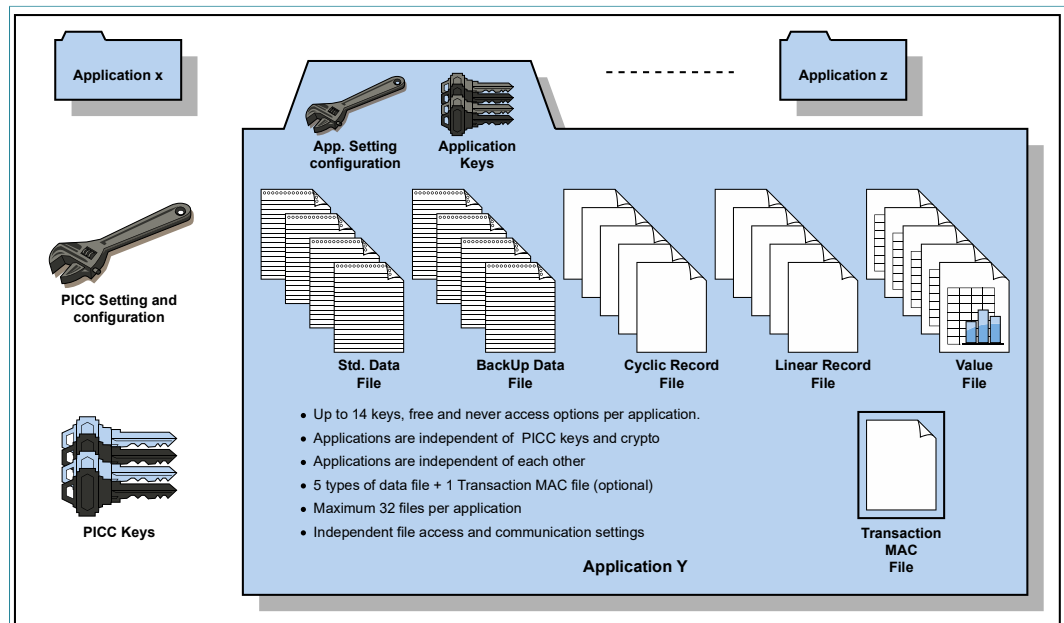 Application x
Application z
App. Setting
configuration
Application
Keys
PICC Setting and
configuration
Std. Data
File
BackUp Data
File
Cyclic Record
File
Linear Record
File
Value
File
• Up to 14 keys, free and never access options per application.
• Applications are independent of PICC keys and crypto
• Applications are independent of each other
• 5 types of data file + 1 Transaction MAC file (optional)
• Maximum 32 files per application
• Independent file access and communication settings
PICC Keys
Transaction
MAC
File
Application Y